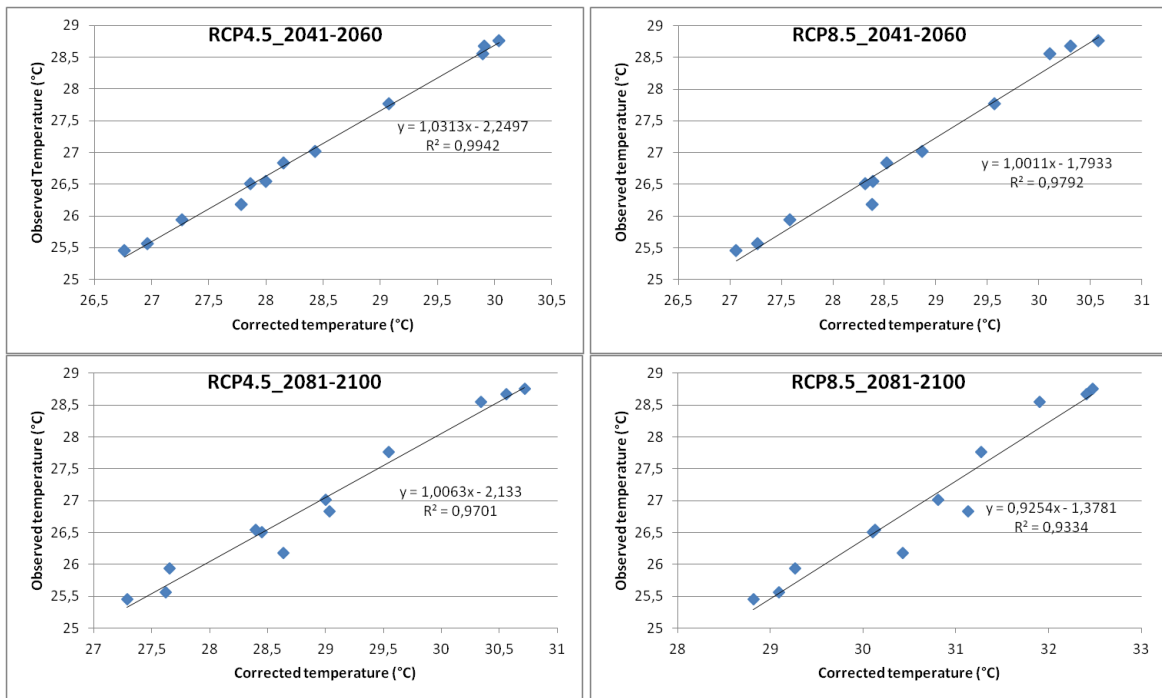 RCP4.5_2041-2060
Observed Temperature (°C)
29
28,5
28
27,5
27
26,5
26
25,5
25
y = 1,0313x - 2,2497
R² = 0,9942
26,5 27 27,5 28 28,5 29 29,5 30 30,5
Corrected temperature (°C)
RCP8.5_2041-2060
Observed temperature (°C)
29
28,5
28
27,5
27
26,5
26
25,5
25
y = 1,0011x - 1,7933
R² = 0,9792
26,5 27 27,5 28 28,5 29 29,5 30 30,5 31
Corrected temperature (°C)
RCP4.5_2081-2100
Observed temperature (°C)
29
28,5
28
27,5
27
26,5
26
25,5
25
y = 1,0063x - 2,133
R² = 0,9701
27 27,5 28 28,5 29 29,5 30 30,5 31
Corrected temperature (°C)
RCP8.5_2081-2100
Observed temperature (°C)
29
28,5
28
27,5
27
26,5
26
25,5
25
y = 0,9254x - 1,3781
R² = 0,9334
28 29 30 31 32 33
Corrected temperature (°C)